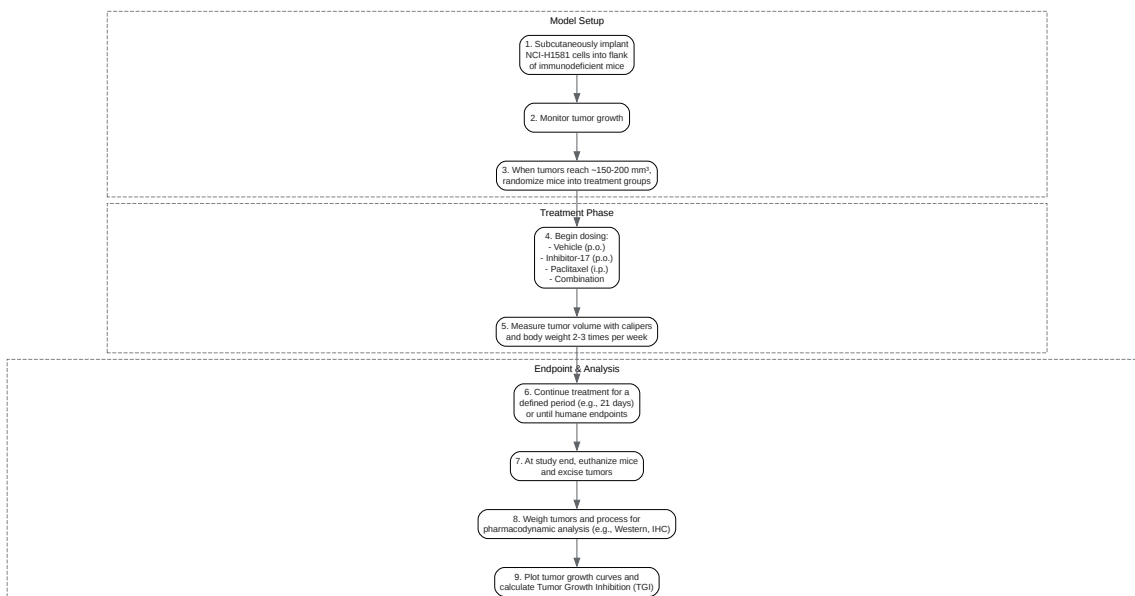 Model Setup
1. Subcutaneously implant
NCI-H1581 cells into flank
of immunodeficient mice
2. Monitor tumor growth
3. When tumors reach ~150-200 mm³,
randomize mice into treatment groups
Treatment Phase
4. Begin dosing:
- Vehicle (p.o.)
- Inhibitor-17 (p.o.)
- Paclitaxel (i.p.)
- Combination
5. Measure tumor volume with calipers
and body weight 2-3 times per week
Endpoint & Analysis
6. Continue treatment for a
defined period (e.g., 21 days)
or until humane endpoints
7. At study end, euthanize mice
and excise tumors
8. Weigh tumors and process for
pharmacodynamic analysis (e.g., Western, IHC)
9. Plot tumor growth curves and
calculate Tumor Growth Inhibition (TGI)